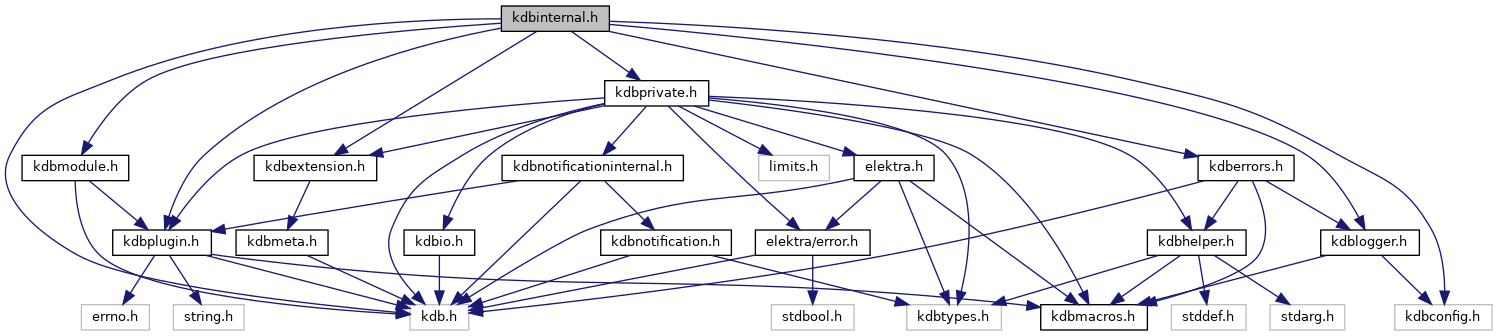 kdbinternal.h
kdbprivate.h
kdbmodule.h
kdbextension.h
kdbnotificationinternal.h
limits.h
elektra.h
kdberrors.h
kdbplugin.h
kdbmeta.h
kdbio.h
kdbnotification.h
elektra/error.h
kdbhelper.h
kdblogger.h
errno.h
string.h
kdb.h
stdbool.h
kdbtypes.h
kdbmacros.h
stddef.h
stdarg.h
kdbconfig.h